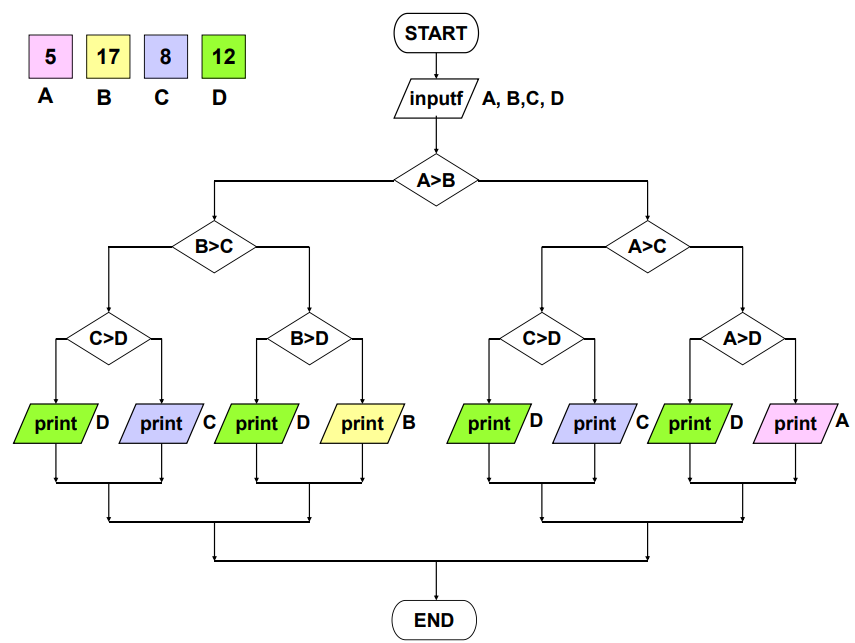 START
5 17 8 12
A B C D
inputf A, B,C, D
A>B
B>C A>C
C>D B>D C>D A>D
print D print C print D print B print D print C print D print A
END